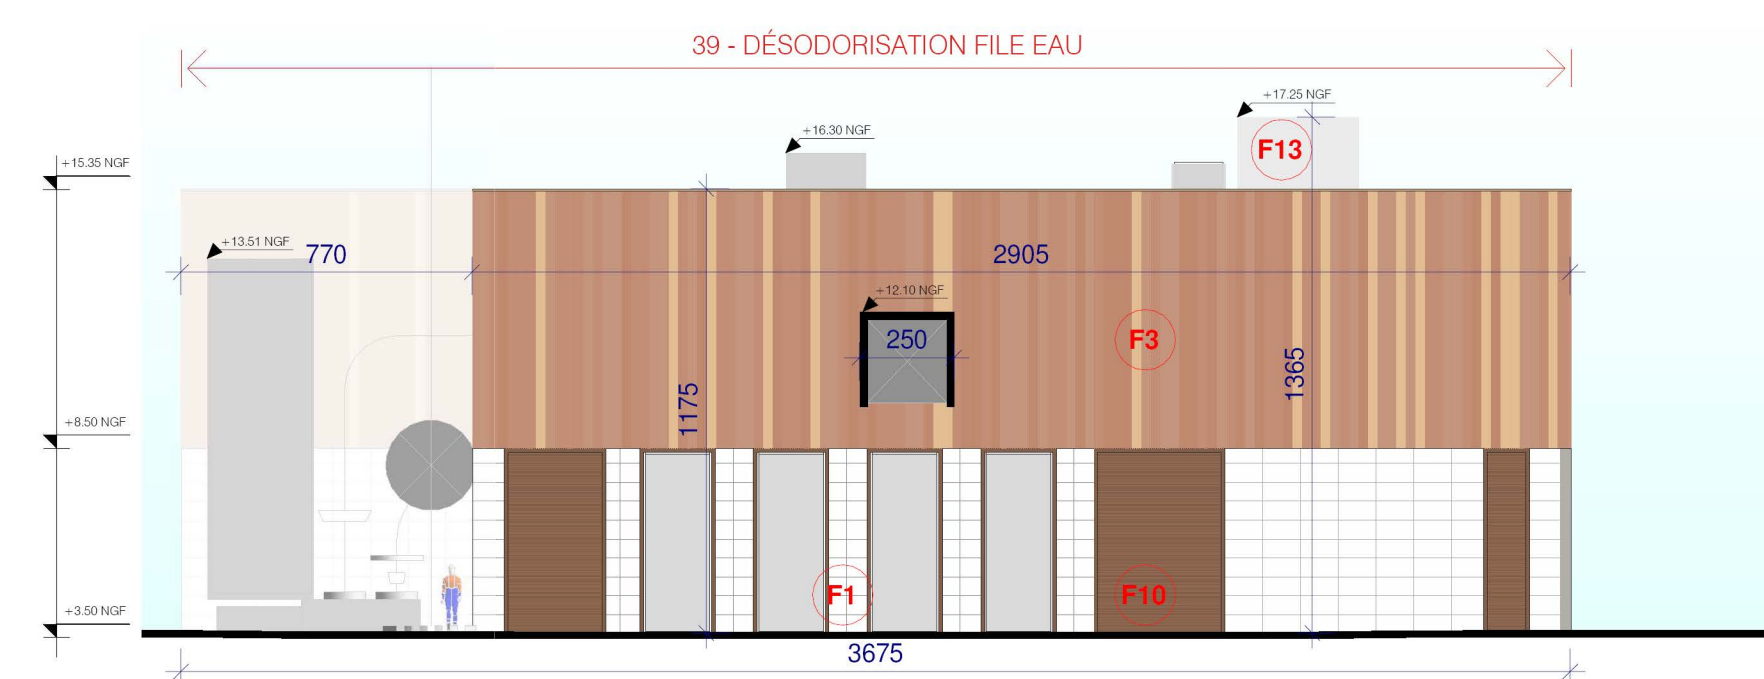 39 - DÉSODORISATION FILE EAU
+17.25 NGF
+16.30 NGF
F13
+15.35 NGF
+13.51 NGF
770
2905
+12.10 NGF
250
F3
1365
1175
+8.50 NGF
F1
F10
+3.50 NGF
3675